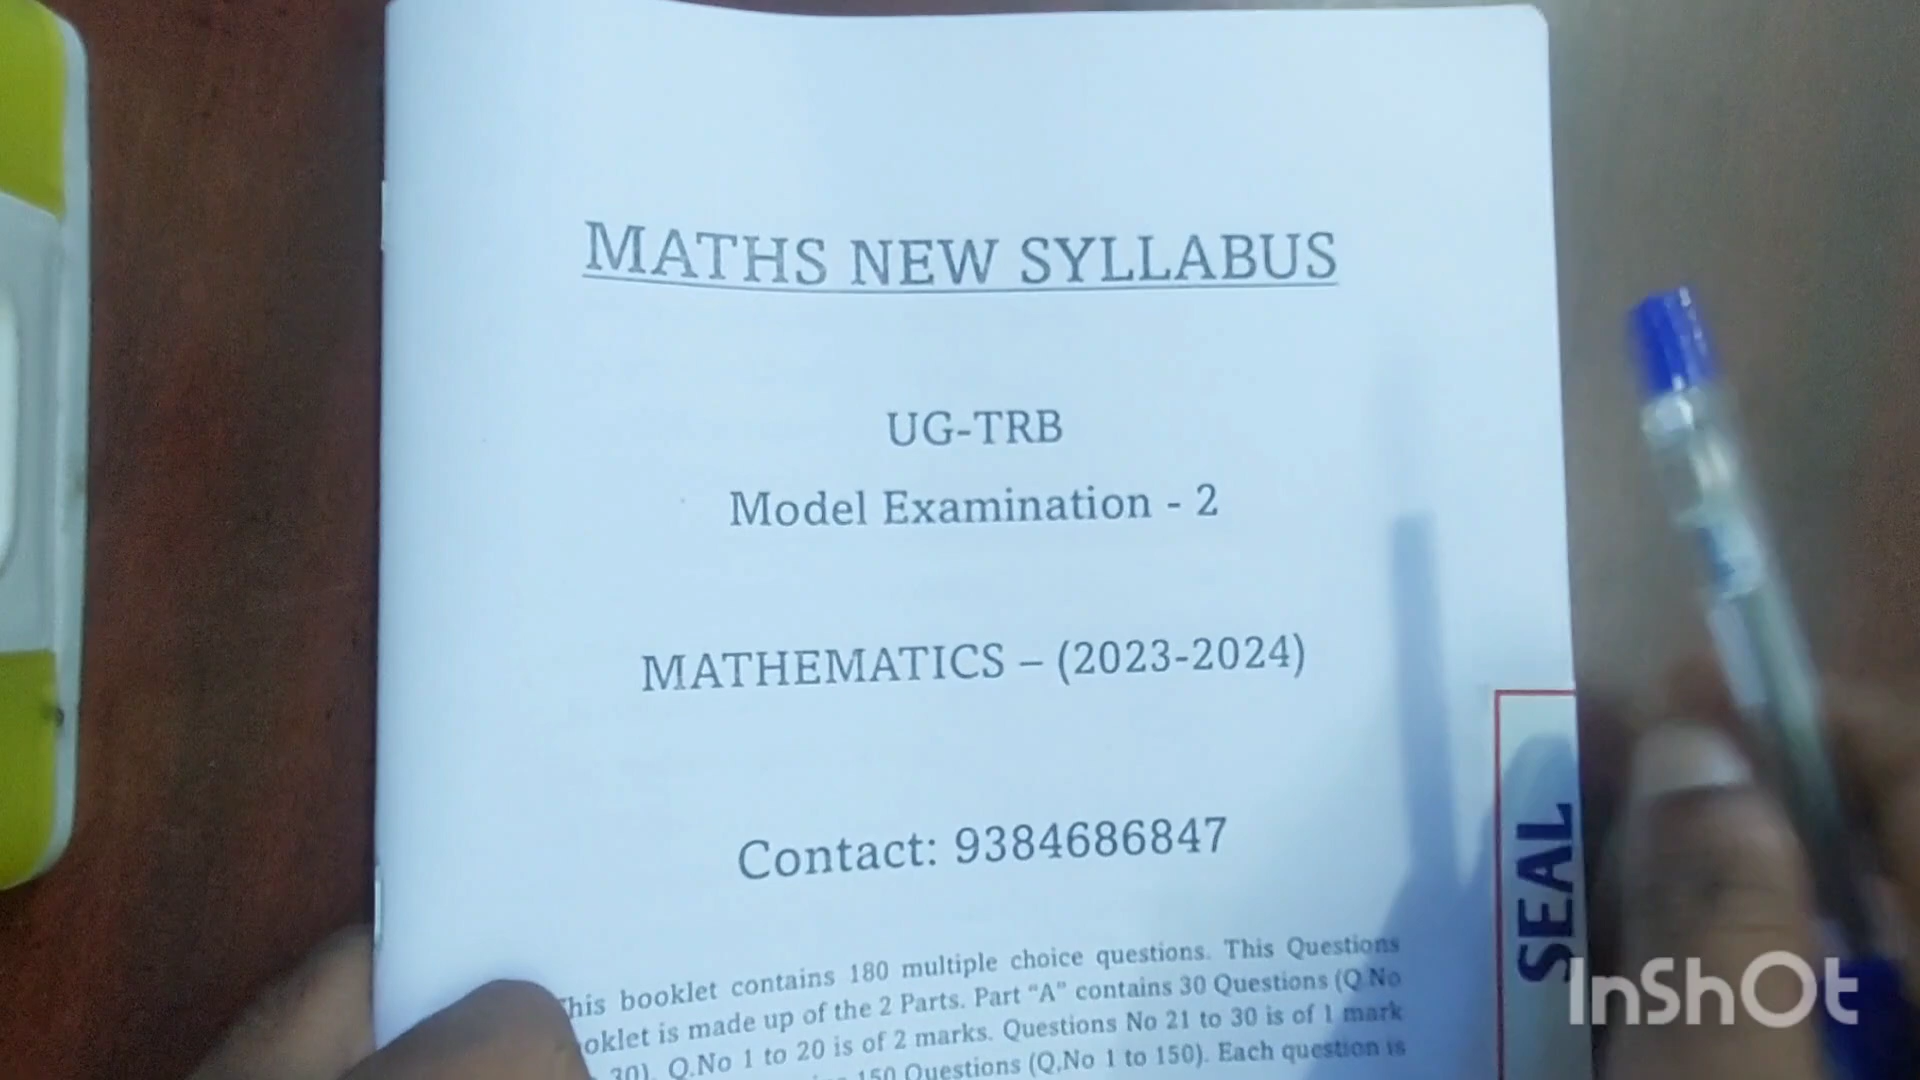 MATHS NEW SYLLABUS
UG-TRB
Model Examination - 2
MATHEMATICS – (2023-2024)
Contact: 9384686847
This booklet contains 180 multiple choice questions. This Questions
oklet is made up of the 2 Parts. Part “A” contains 30 Questions (Q.No
30). Q.No 1 to 20 is of 2 marks. Questions No 21 to 30 is of 1 mark
150 Questions (Q.No 1 to 150). Each question is
SEAL
InShOt